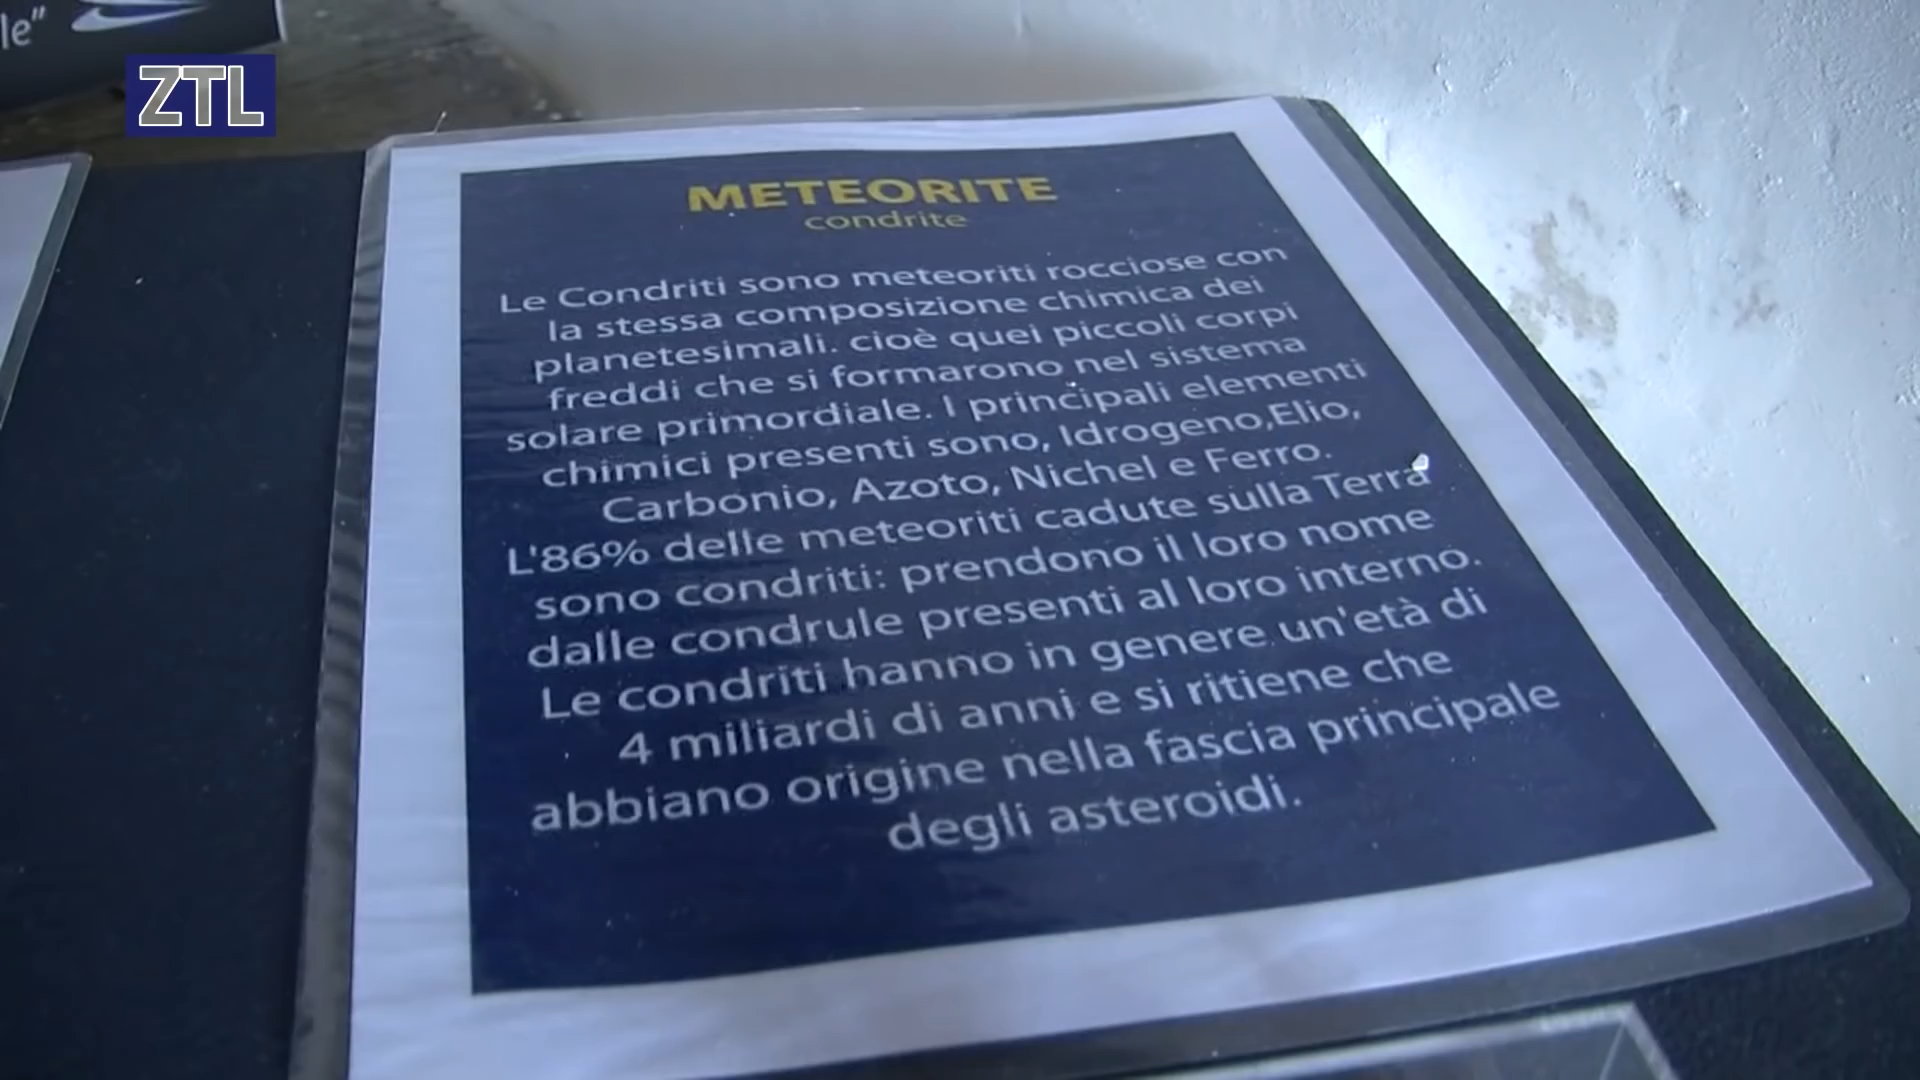 le"
ZTL
METEORITE
condrite
Le Condriti sono meteoriti rocciose con
la stessa composizione chimica dei
planetesimali. cioè quei piccoli corpi
freddi che si formarono nel sistema
solare primordiale. I principali elementi
chimici presenti sono, Idrogeno,Elio,
Carbonio, Azoto, Nichel e Ferro.
L'86% delle meteoriti cadute sulla Terra
sono condriti: prendono il loro nome
dalle condrule presenti al loro interno.
Le condriti hanno in genere un'età di
4 miliardi di anni e si ritiene che
abbiano origine nella fascia principale
degli asteroidi.